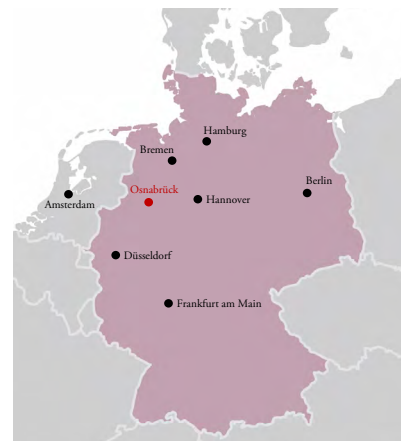 Hamburg
Bremen
Berlin
Osnabrück
Hannover
Amsterdam
Düsseldorf
Frankfurt am Main